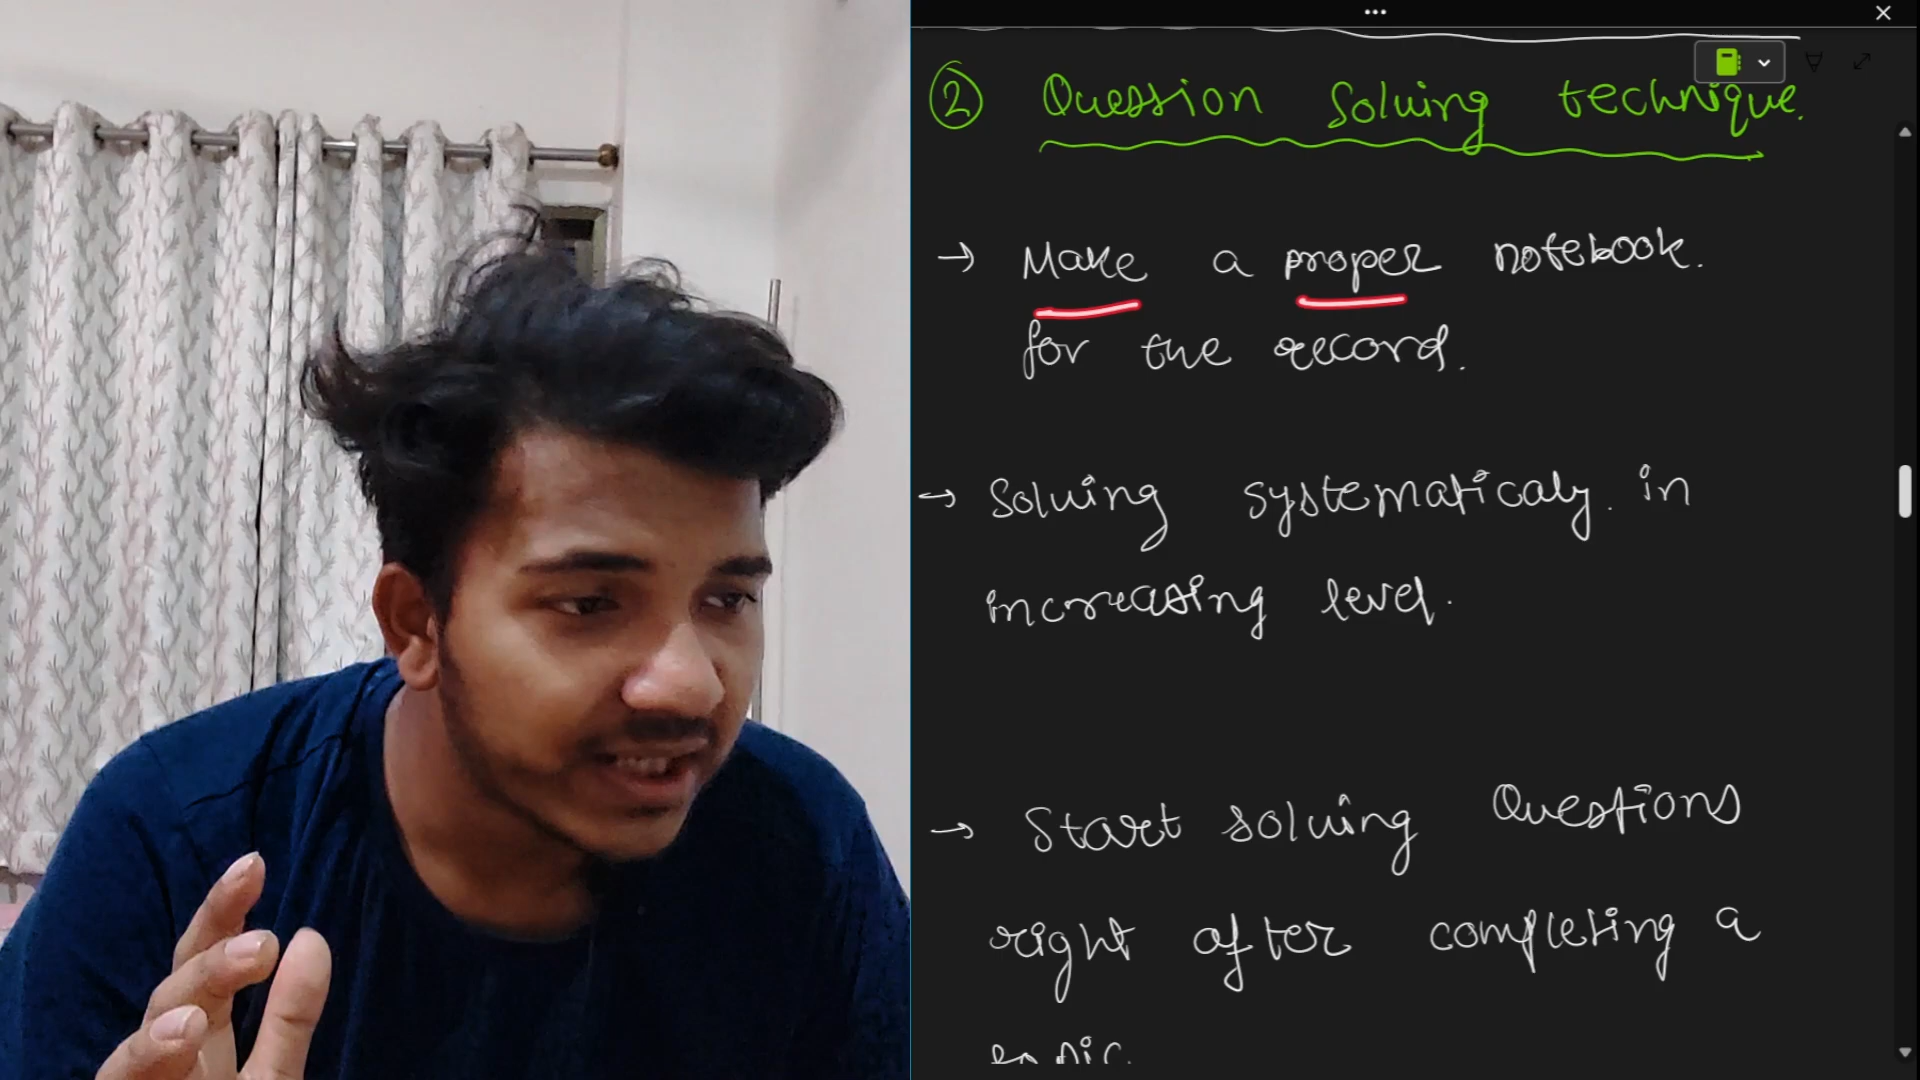 ② Question Solving technique.
→ Make a proper notebook.
for the record.
→ Solving systematicaly. in
increasing level.
→ Start solving Questions
right after completing a